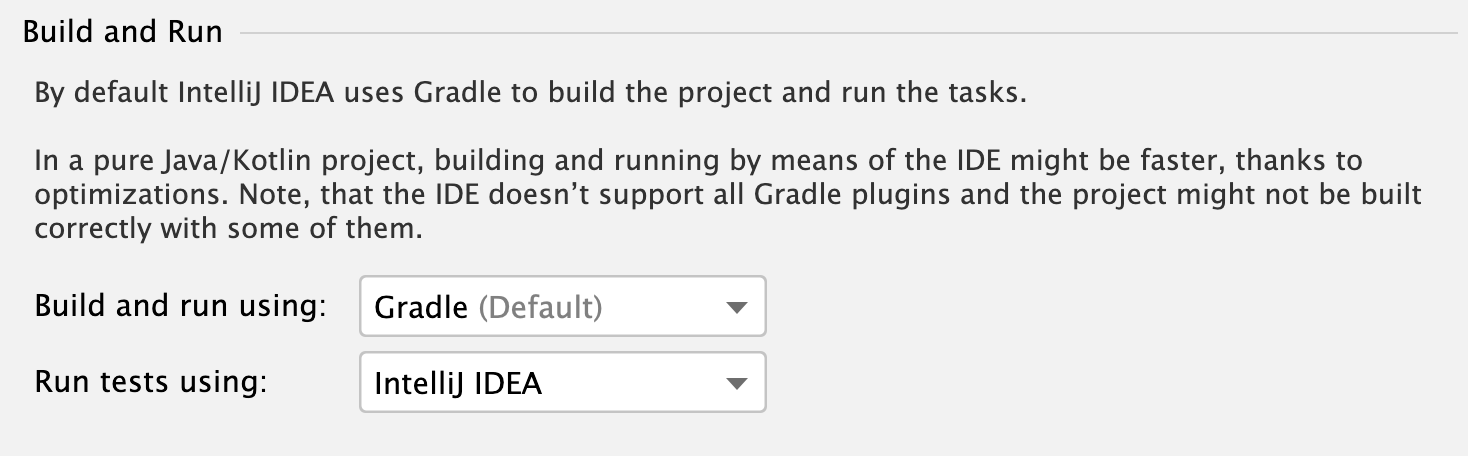 Build and Run
By default IntelliJ IDEA uses Gradle to build the project and run the tasks.
In a pure Java/Kotlin project, building and running by means of the IDE might be faster, thanks to
optimizations. Note, that the IDE doesn’t support all Gradle plugins and the project might not be built
correctly with some of them.
Build and run using: Gradle (Default)
Run tests using: IntelliJ IDEA